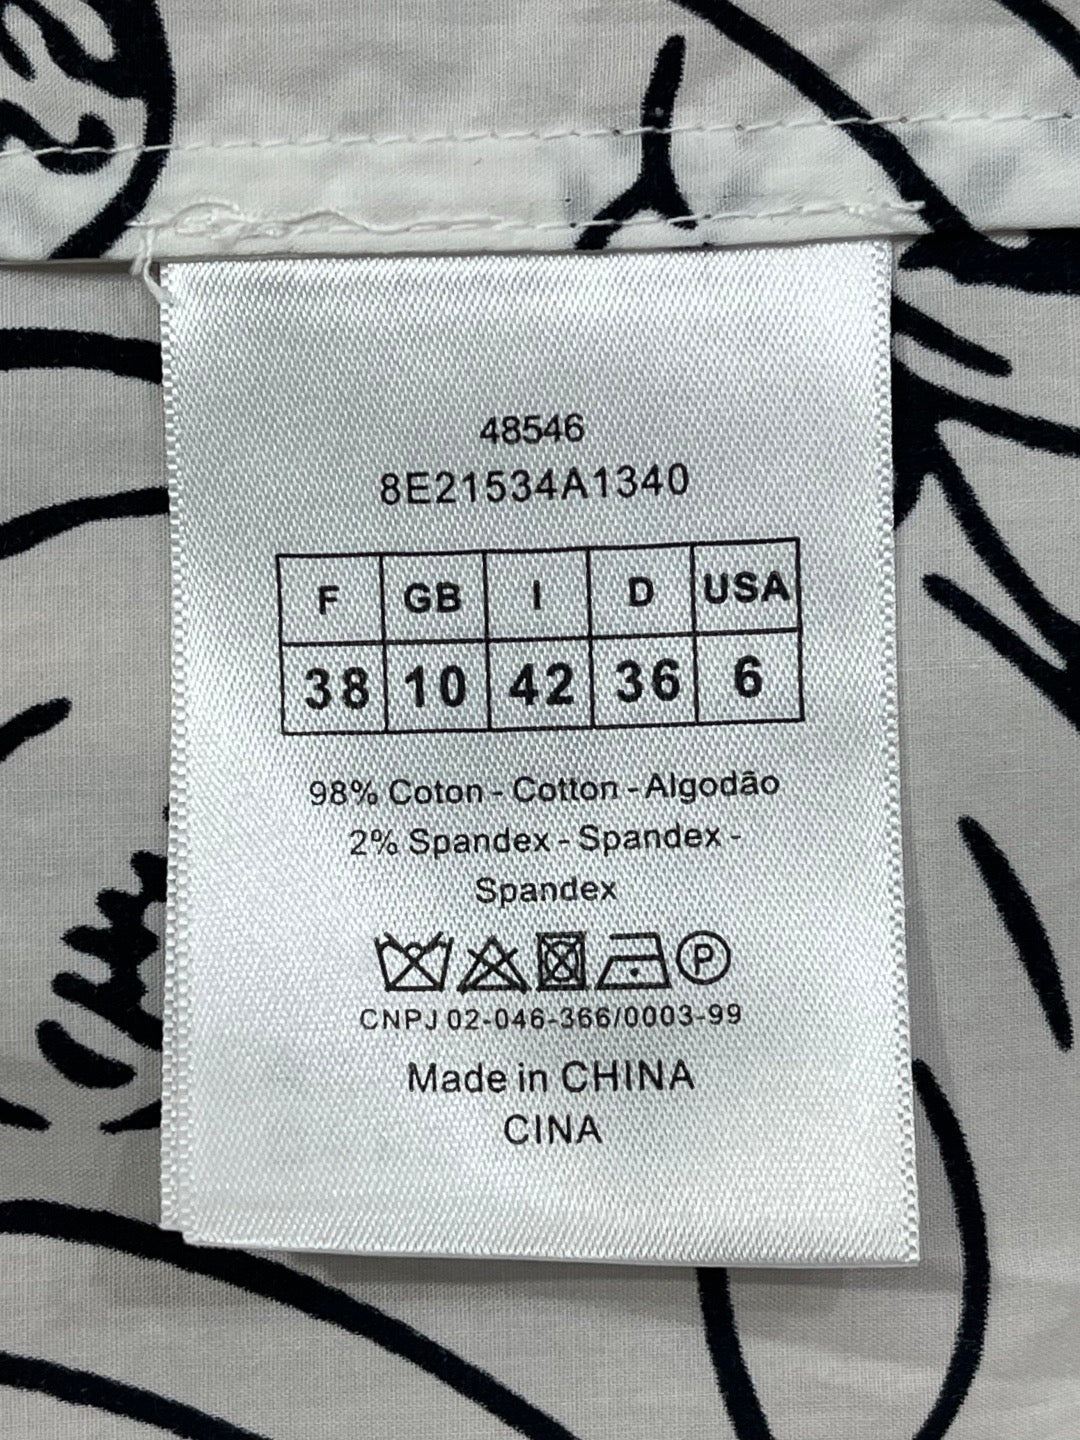 48546
8E21534A1340
F GB I D USA
38 10 42 36 6
98% Coton - Cotton - Algodão
2% Spandex - Spandex -
Spandex
P
CNPJ 02-046-366/0003-99
Made in CHINA
CINA